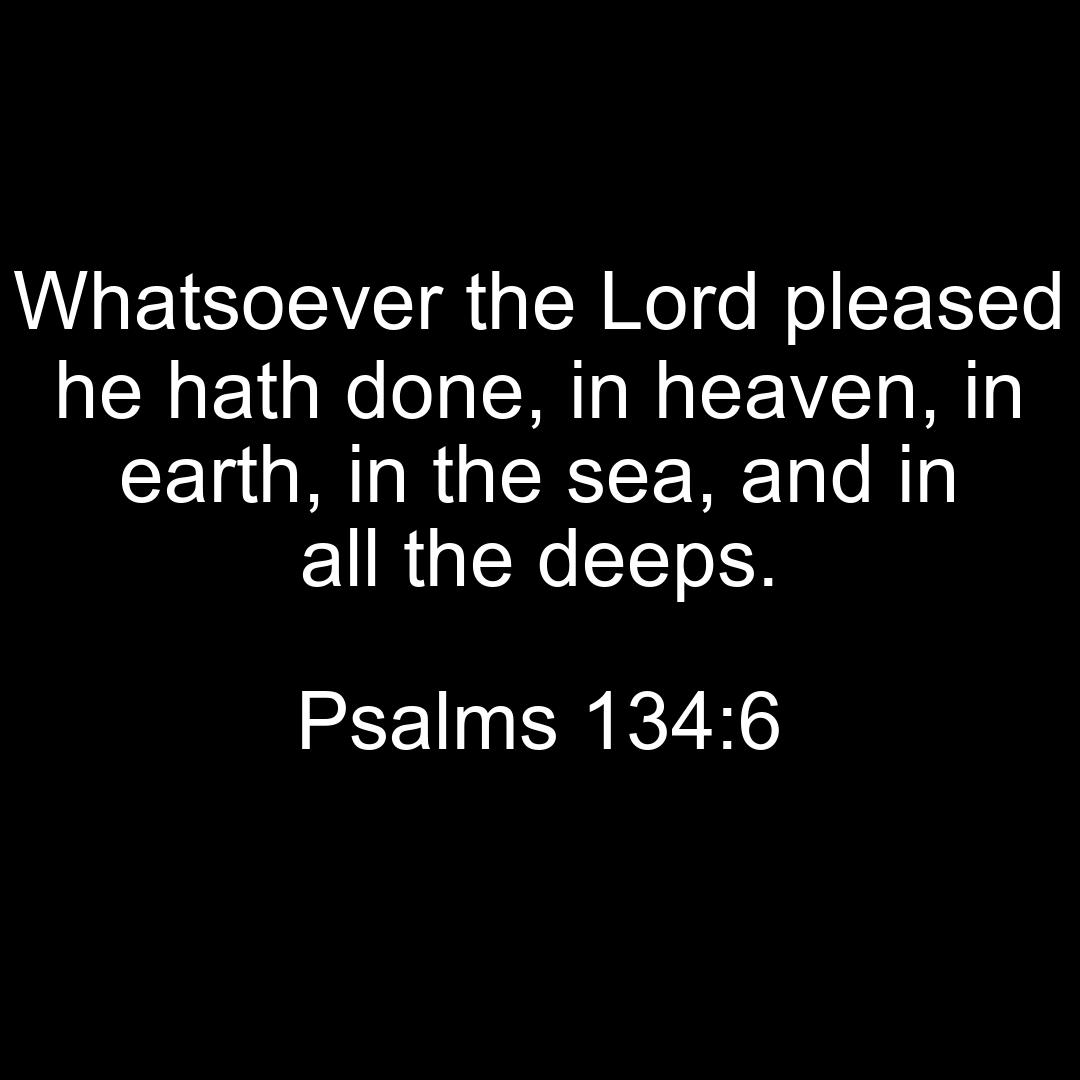 Whatsoever the Lord pleased
he hath done, in heaven, in
earth, in the sea, and in
all the deeps.
Psalms 134:6